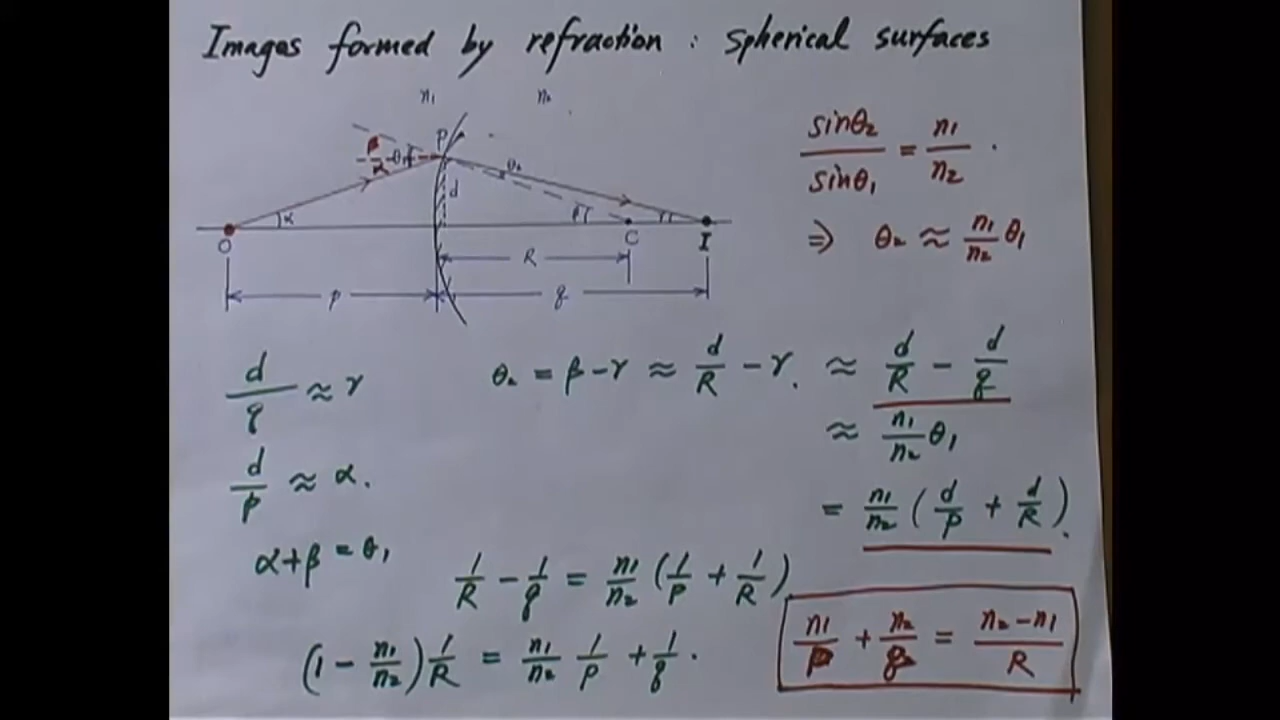 Images formed by refraction : spherical surfaces
n₁ n₂
P
β
α θ₁
θ₂
d
α β γ
O C I
R
p q
sinθ₂/sinθ₁ = n₁/n₂ .
⇒ θ₂ ≈ n₁/n₂ θ₁
d/q ≈ γ
θ₂ = β-γ ≈ d/R - γ. ≈ d/R - d/q
≈ n₁/n₂ θ₁
d/p ≈ α.
= n₁/n₂ (d/p + d/R).
α+β = θ₁
1/R - 1/q = n₁/n₂ (1/p + 1/R)
(1 - n₁/n₂) 1/R = n₁/n₂ 1/p + 1/q .
n₁/p + n₂/q = n₂-n₁/R